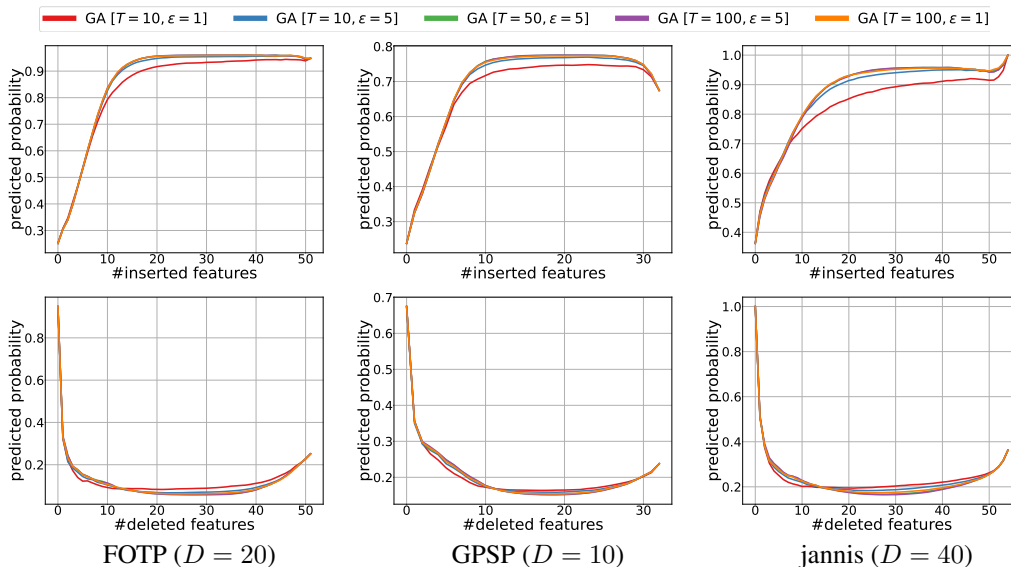 GA [T=10, ε=1] GA [T=10, ε=5] GA [T=50, ε=5] GA [T=100, ε=5] GA [T=100, ε=1]
predicted probability
0.9
0.8
0.7
0.6
0.5
0.4
0.3
0 10 20 30 40 50
#inserted features
predicted probability
0.8
0.7
0.6
0.5
0.4
0.3
0 10 20 30
#inserted features
predicted probability
1.0
0.9
0.8
0.7
0.6
0.5
0.4
0 10 20 30 40 50
#inserted features
predicted probability
0.8
0.6
0.4
0.2
0 10 20 30 40 50
#deleted features
predicted probability
0.7
0.6
0.5
0.4
0.3
0.2
0 10 20 30
#deleted features
predicted probability
1.0
0.8
0.6
0.4
0.2
0 10 20 30 40 50
#deleted features
FOTP (D = 20) GPSP (D = 10) jannis (D = 40)